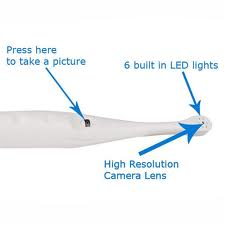 Press here
to take a picture
6 built in LED lights
High Resolution
Camera Lens